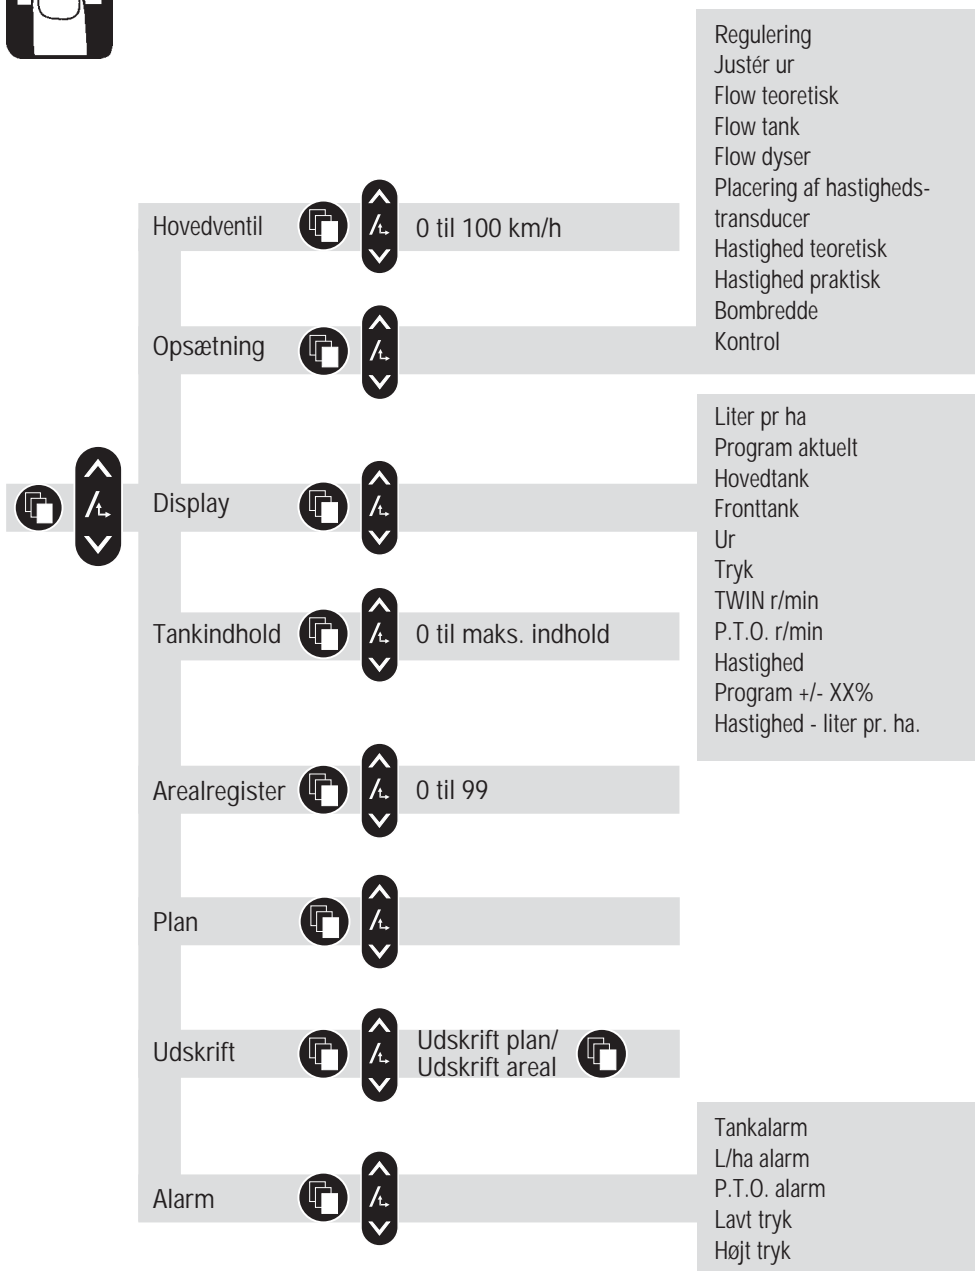 Regulering
Justér ur
Flow teoretisk
Flow tank
Flow dyser
Placering af hastigheds-
transducer
Hastighed teoretisk
Hastighed praktisk
Bombredde
Kontrol
Hovedventil
0 til 100 km/h
Opsætning
Display
Liter pr ha
Program aktuelt
Hovedtank
Fronttank
Ur
Tryk
TWIN r/min
P.T.O. r/min
Hastighed
Program +/- XX%
Hastighed - liter pr. ha.
Tankindhold
0 til maks. indhold
Arealregister
0 til 99
Plan
Udskrift
Udskrift plan/
Udskrift areal
Alarm
Tankalarm
L/ha alarm
P.T.O. alarm
Lavt tryk
Højt tryk